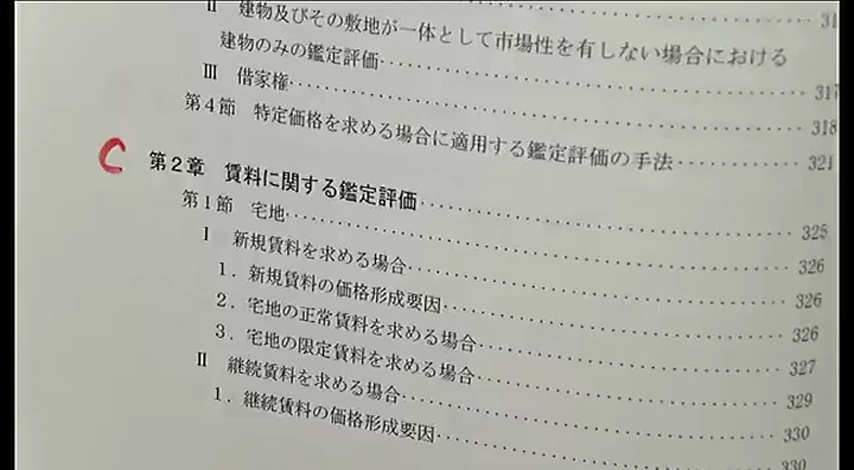 31
Ⅱ 建物及びその敷地が一体として市場性を有しない場合における
建物のみの鑑定評価 317
Ⅲ 借家権 318
第4節 特定価格を求める場合に適用する鑑定評価の手法 321
C 第2章 賃料に関する鑑定評価 325
第1節 宅地 326
Ⅰ 新規賃料を求める場合 326
1. 新規賃料の価格形成要因 326
2. 宅地の正常賃料を求める場合 327
3. 宅地の限定賃料を求める場合 329
Ⅱ 継続賃料を求める場合 330
1. 継続賃料の価格形成要因 330